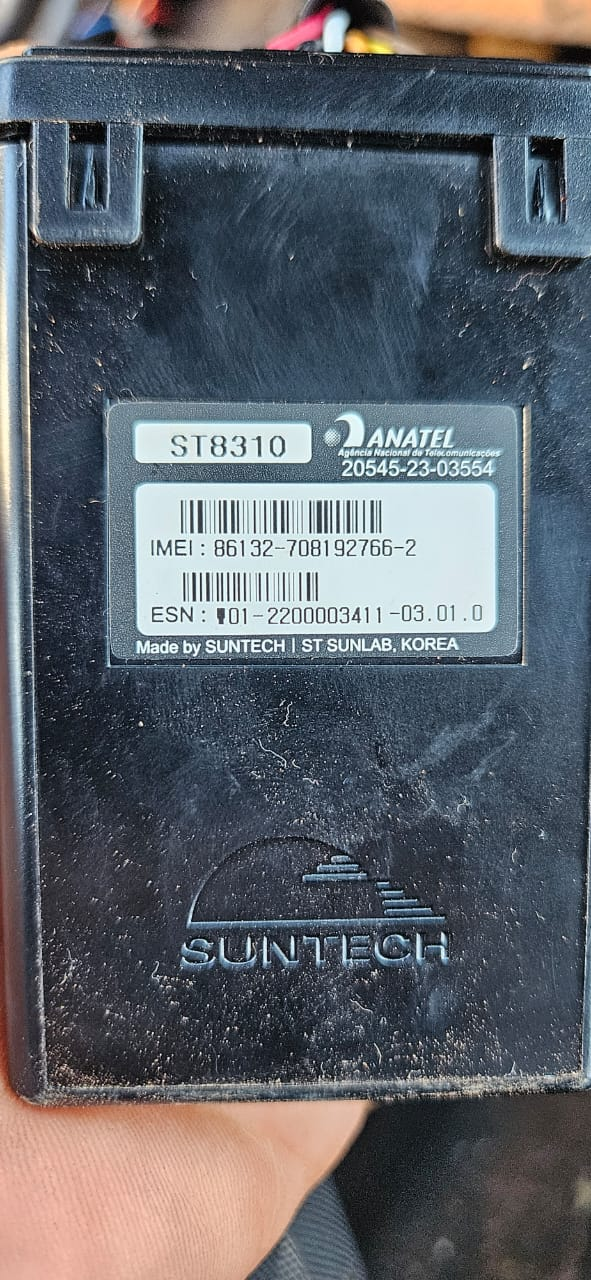 ST8310
ANATEL
Agência Nacional de Telecomunicações
20545-23-03554
IMEI : 86132-708192766-2
ESN : 01-2200003411-03.01.0
Made by SUNTECH | ST SUNLAB, KOREA
SUNTECH